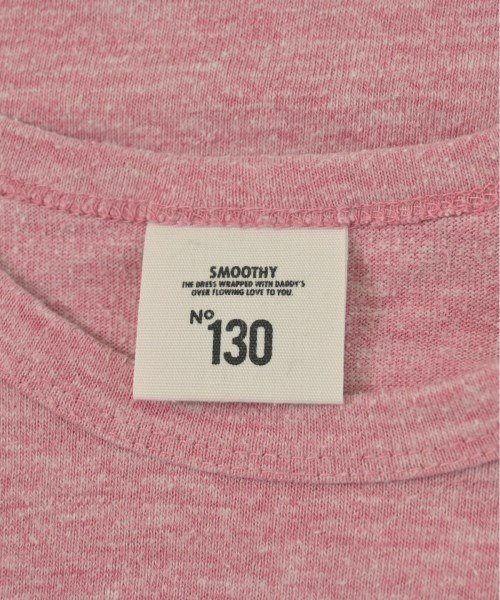 SMOOTHY
THE DRESS WRAPPED WITH DADDY'S
OVER FLOWING LOVE TO YOU.
Nº 130